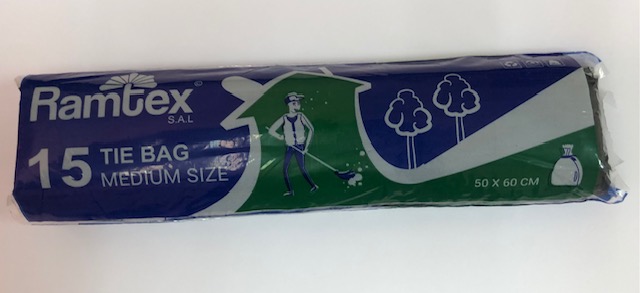 Ramtex
S.A.L
15 TIE BAG
MEDIUM SIZE
50 X 60 CM